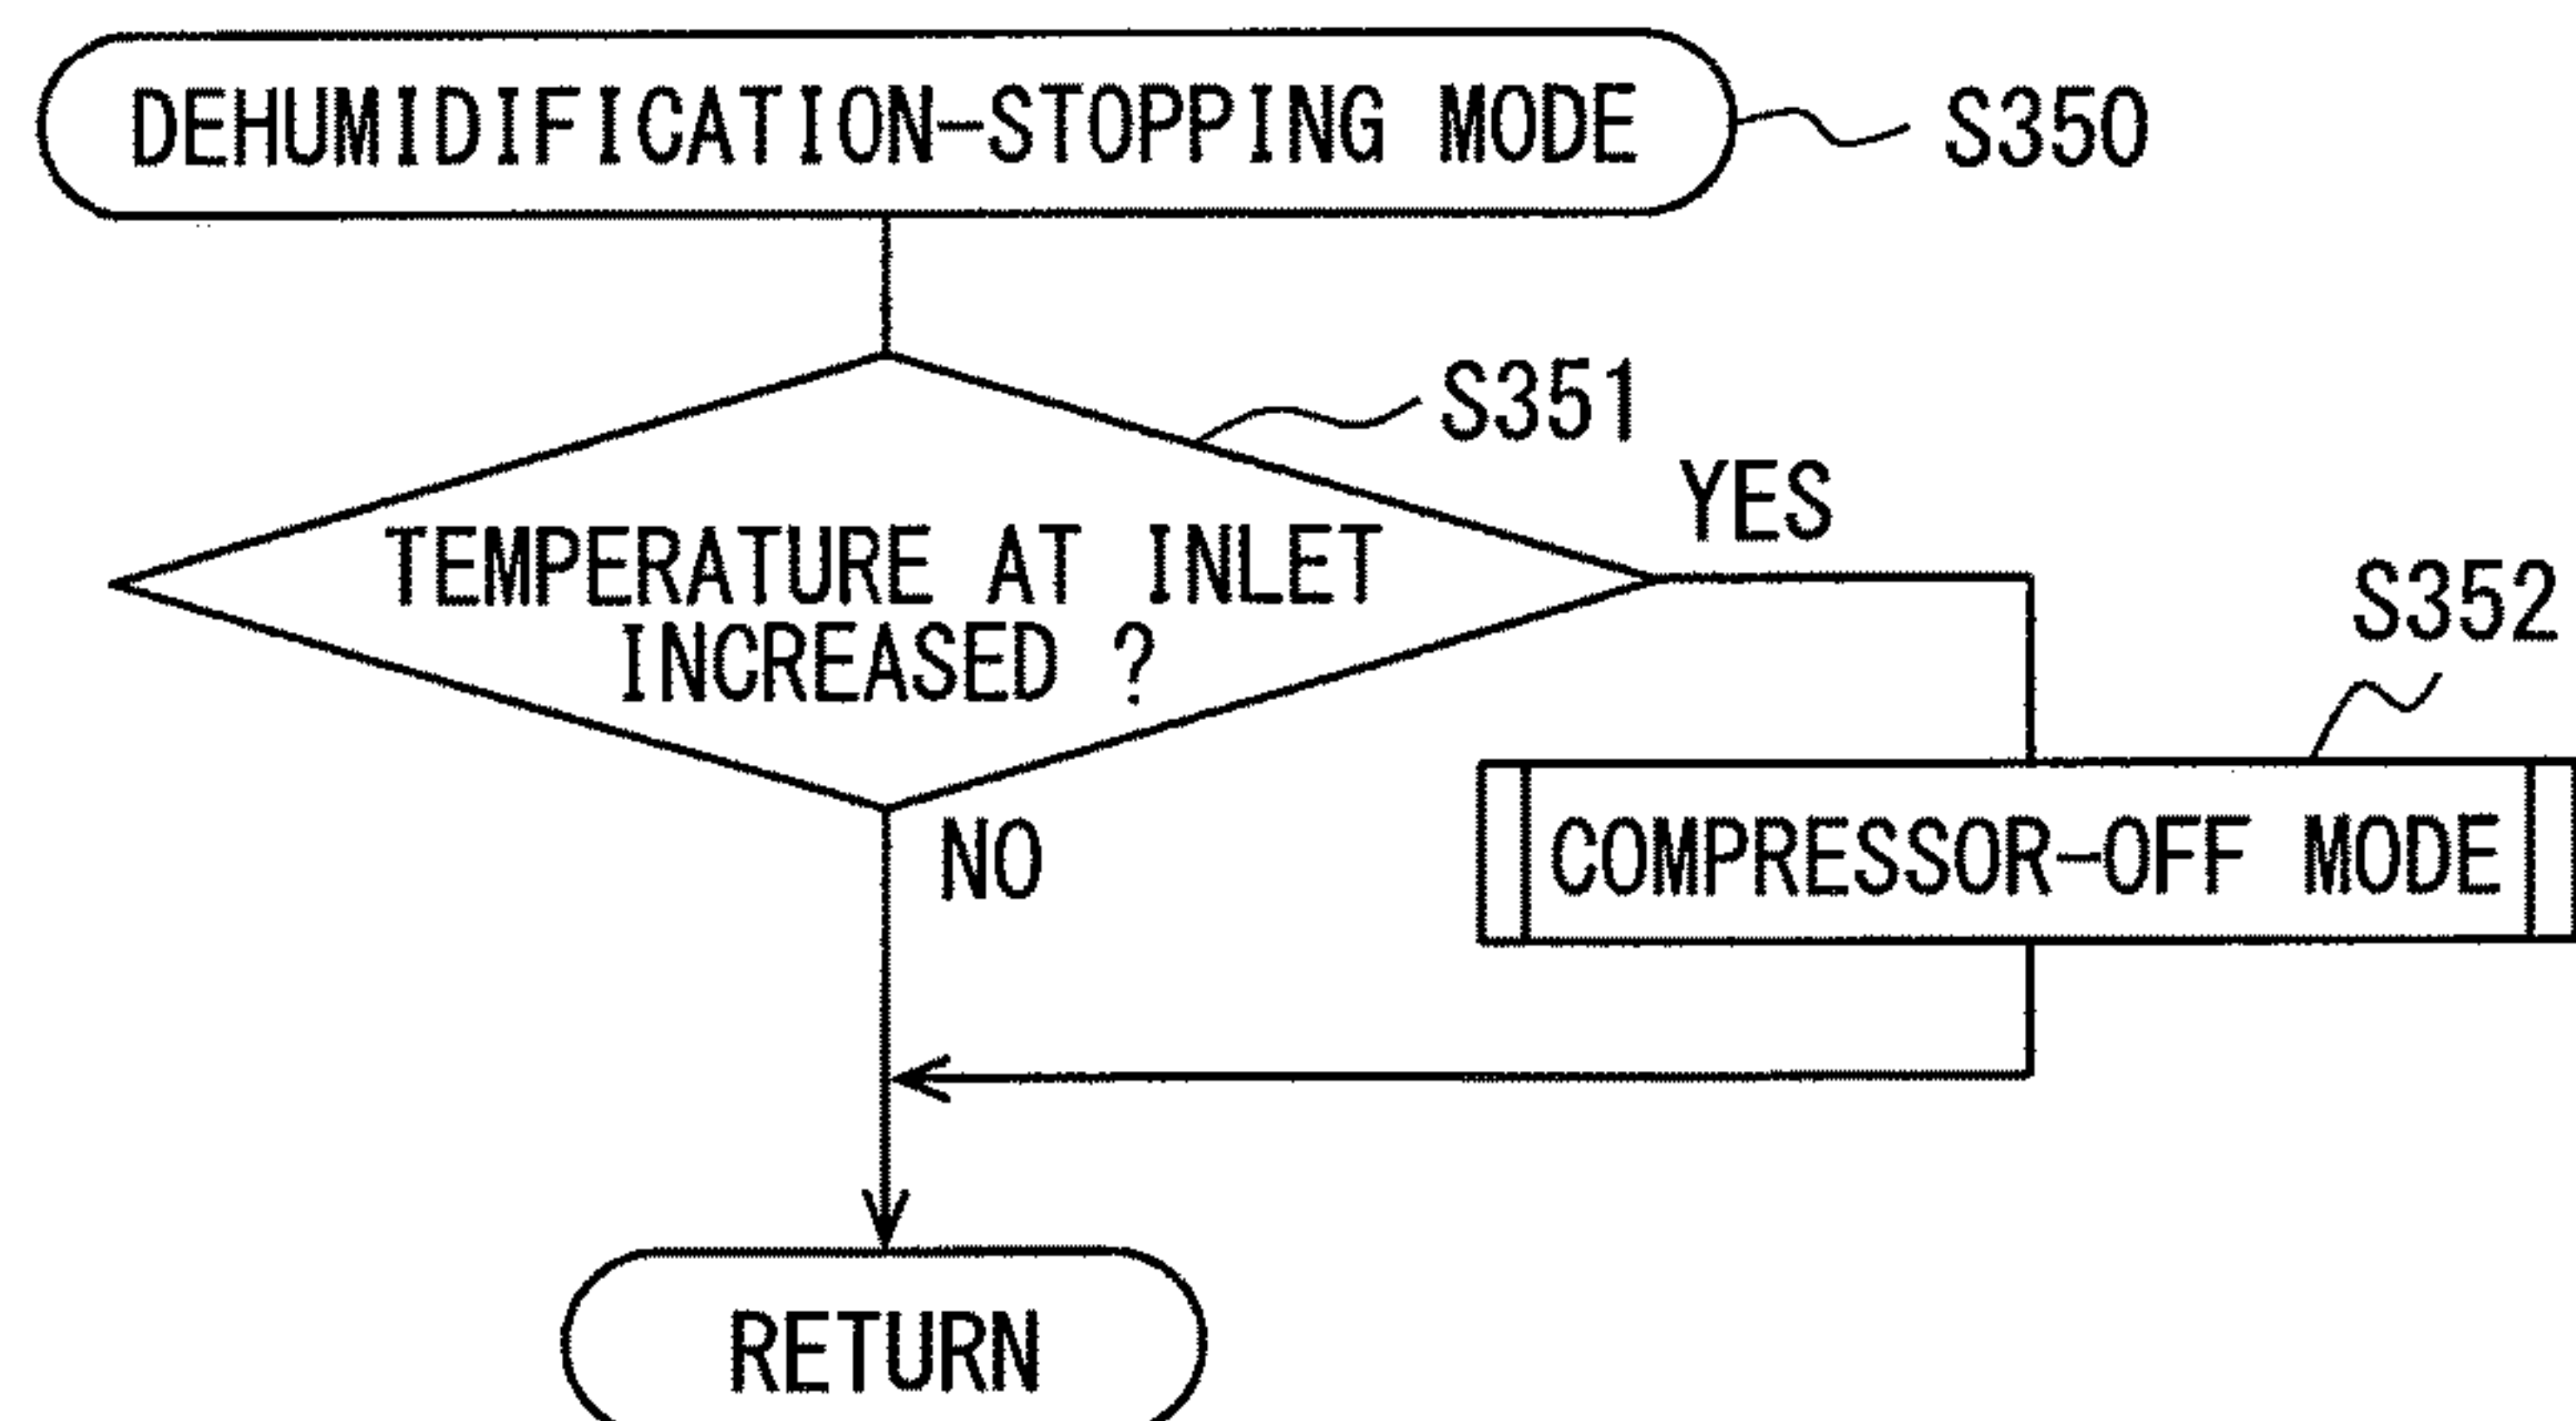 DEHUMIDIFICATION-STOPPING MODE
S350
S351
YES
TEMPERATURE AT INLET
INCREASED ?
S352
NO
COMPRESSOR-OFF MODE
RETURN